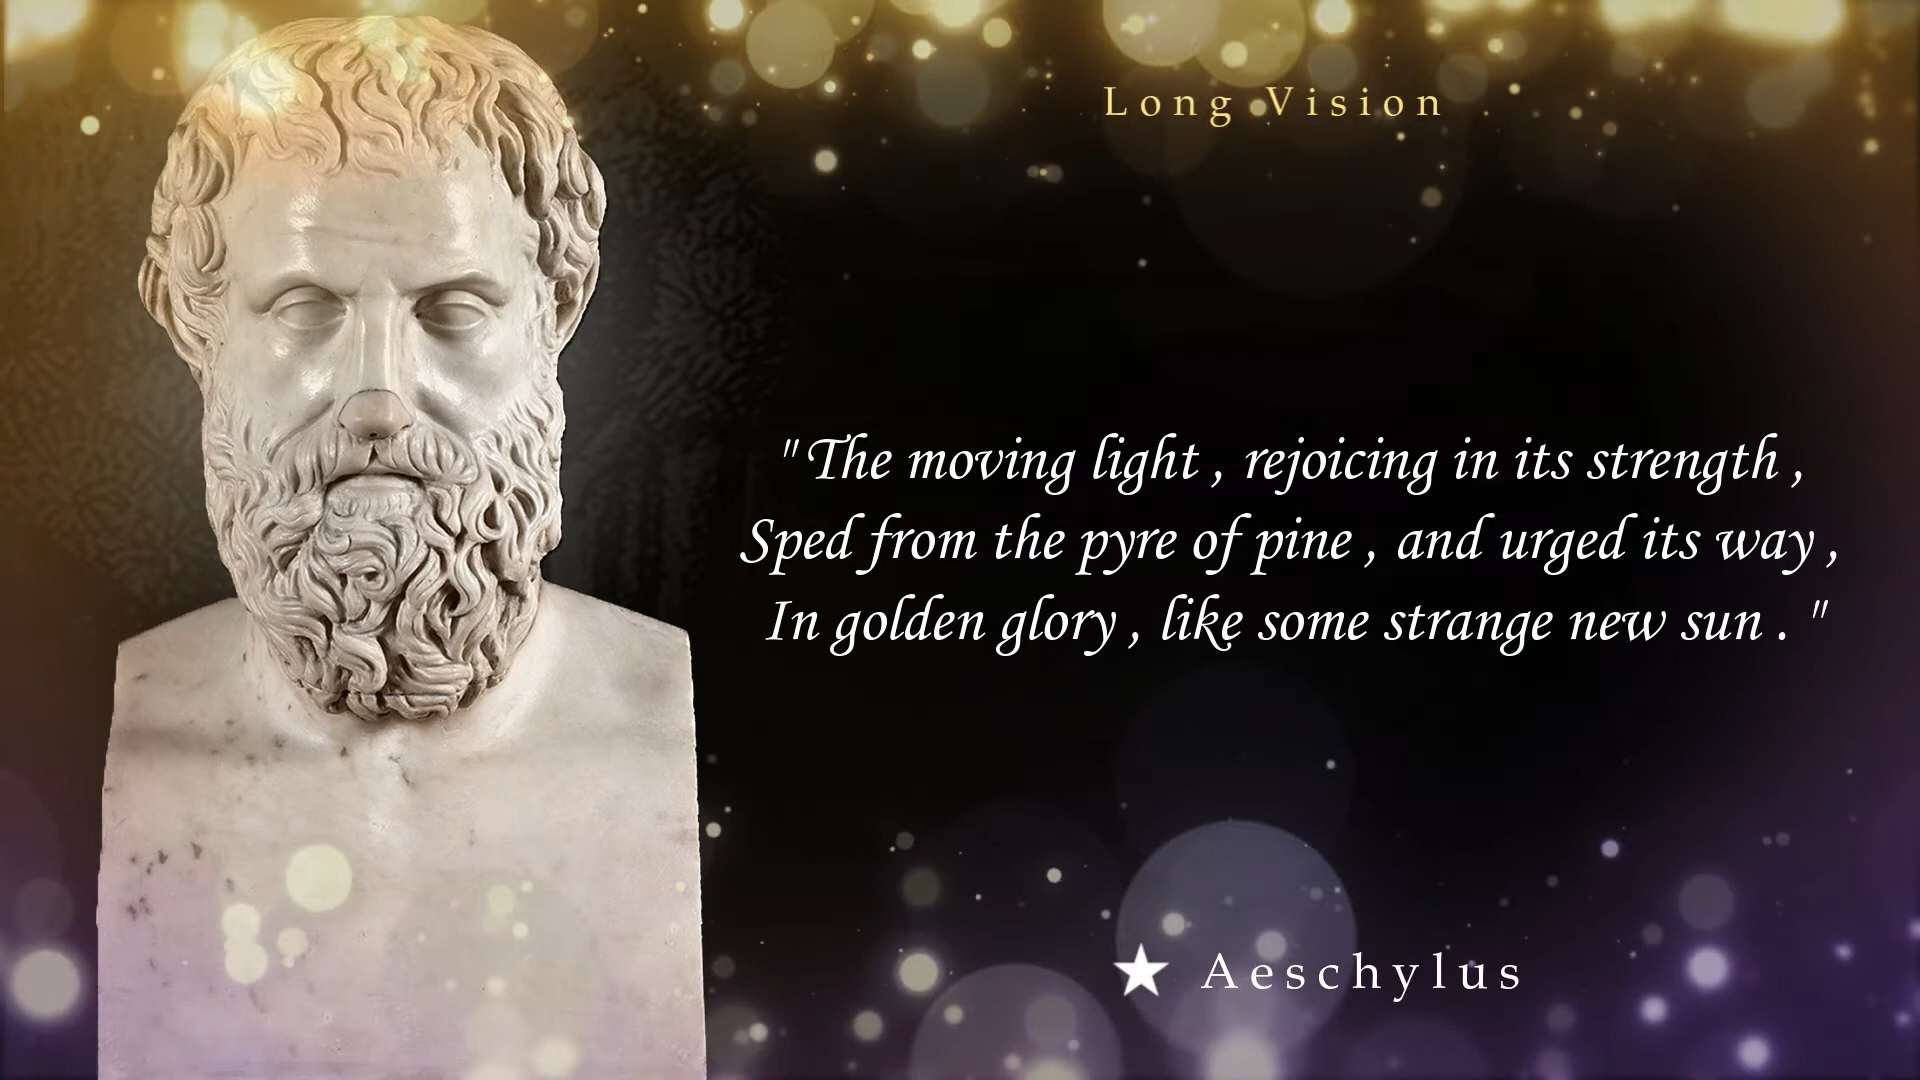 Long Vision
" The moving light , rejoicing in its strength ,
Sped from the pyre of pine , and urged its way ,
In golden glory , like some strange new sun . "
Aeschylus